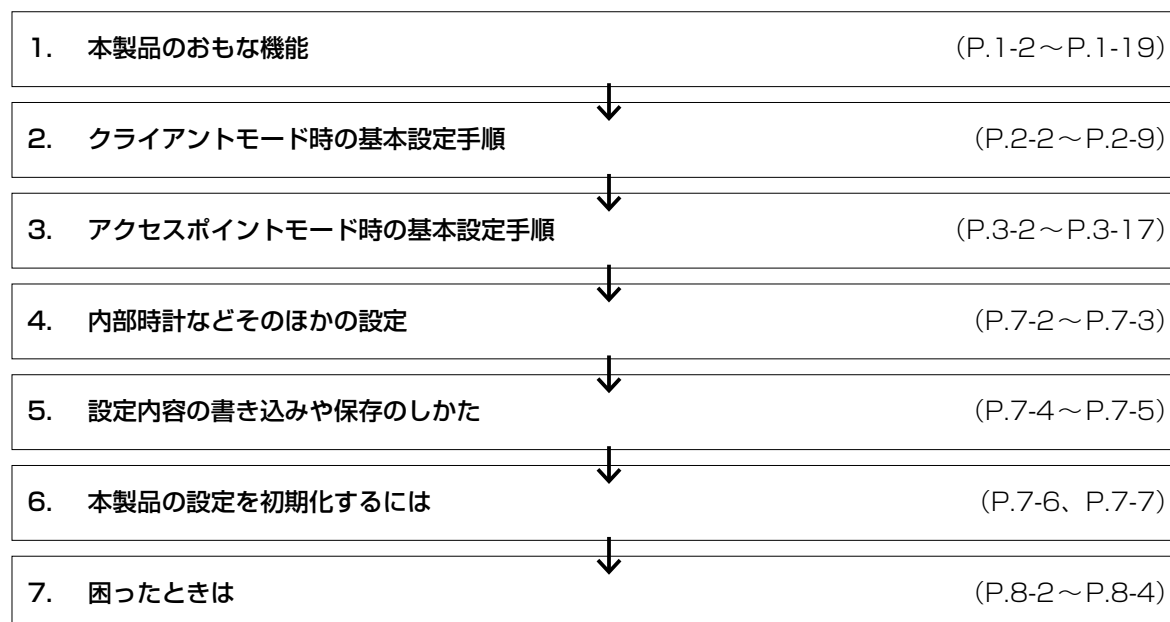 1. 本製品のおもな機能 （P.1-2～P.1-19）
2. クライアントモード時の基本設定手順 （P.2-2～P.2-9）
3. アクセスポイントモード時の基本設定手順 （P.3-2～P.3-17）
4. 内部時計などそのほかの設定 （P.7-2～P.7-3）
5. 設定内容の書き込みや保存のしかた （P.7-4～P.7-5）
6. 本製品の設定を初期化するには （P.7-6、P.7-7）
7. 困ったときは （P.8-2～P.8-4）